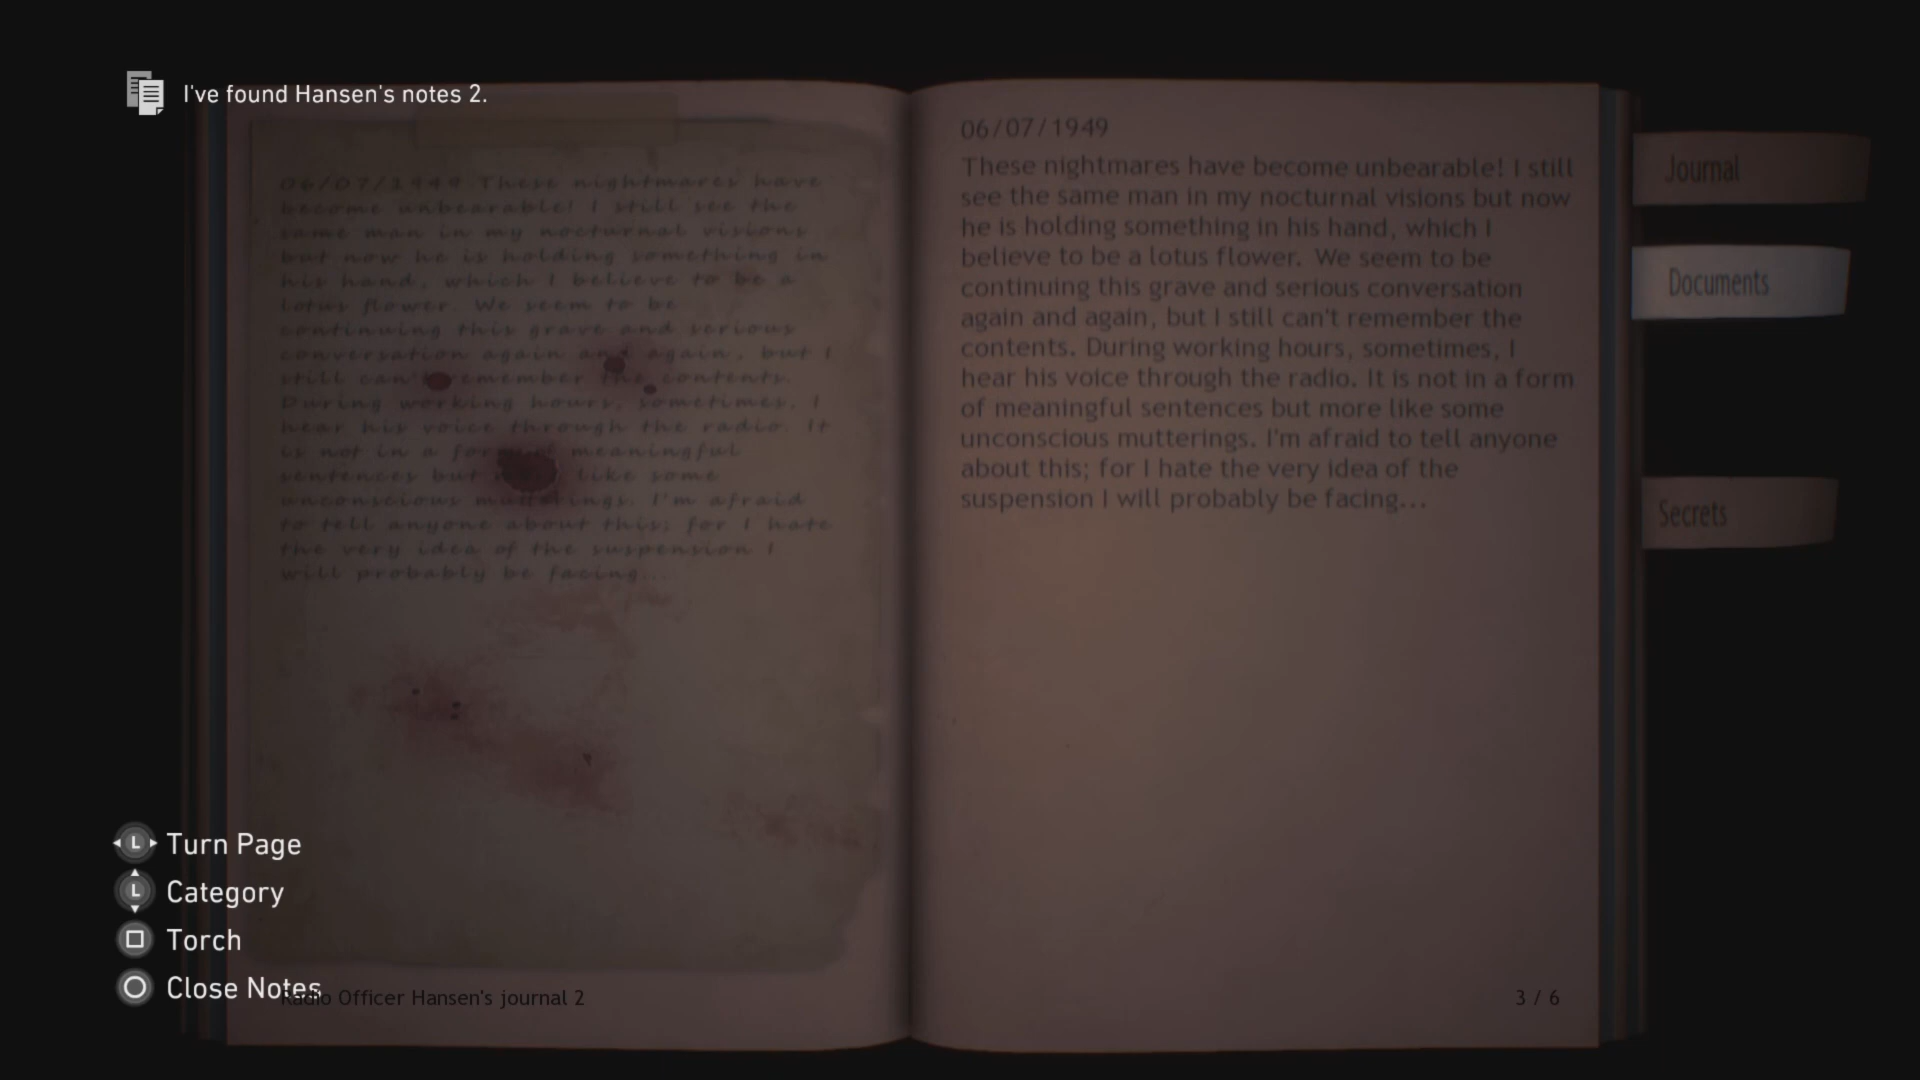 I've found Hansen's notes 2.
06/07/1949 These nightmares have
become unbearable! I still see the
same man in my nocturnal visions
but now he is holding something in
his hand, which I believe to be a
lotus flower. We seem to be
continuing this grave and serious
conversation again and again, but I
still can't remember the contents.
During working hours, sometimes, I
hear his voice through the radio. It
is not in a form of meaningful
sentences but more like some
unconscious mutterings. I'm afraid
to tell anyone about this; for I hate
the very idea of the suspension I
will probably be facing...
06/07/1949
These nightmares have become unbearable! I still
see the same man in my nocturnal visions but now
he is holding something in his hand, which I
believe to be a lotus flower. We seem to be
continuing this grave and serious conversation
again and again, but I still can't remember the
contents. During working hours, sometimes, I
hear his voice through the radio. It is not in a form
of meaningful sentences but more like some
unconscious mutterings. I'm afraid to tell anyone
about this; for I hate the very idea of the
suspension I will probably be facing...
Journal
Documents
Secrets
L Turn Page
L Category
Torch
Close Notes
Radio Officer Hansen's journal 2
3 / 6